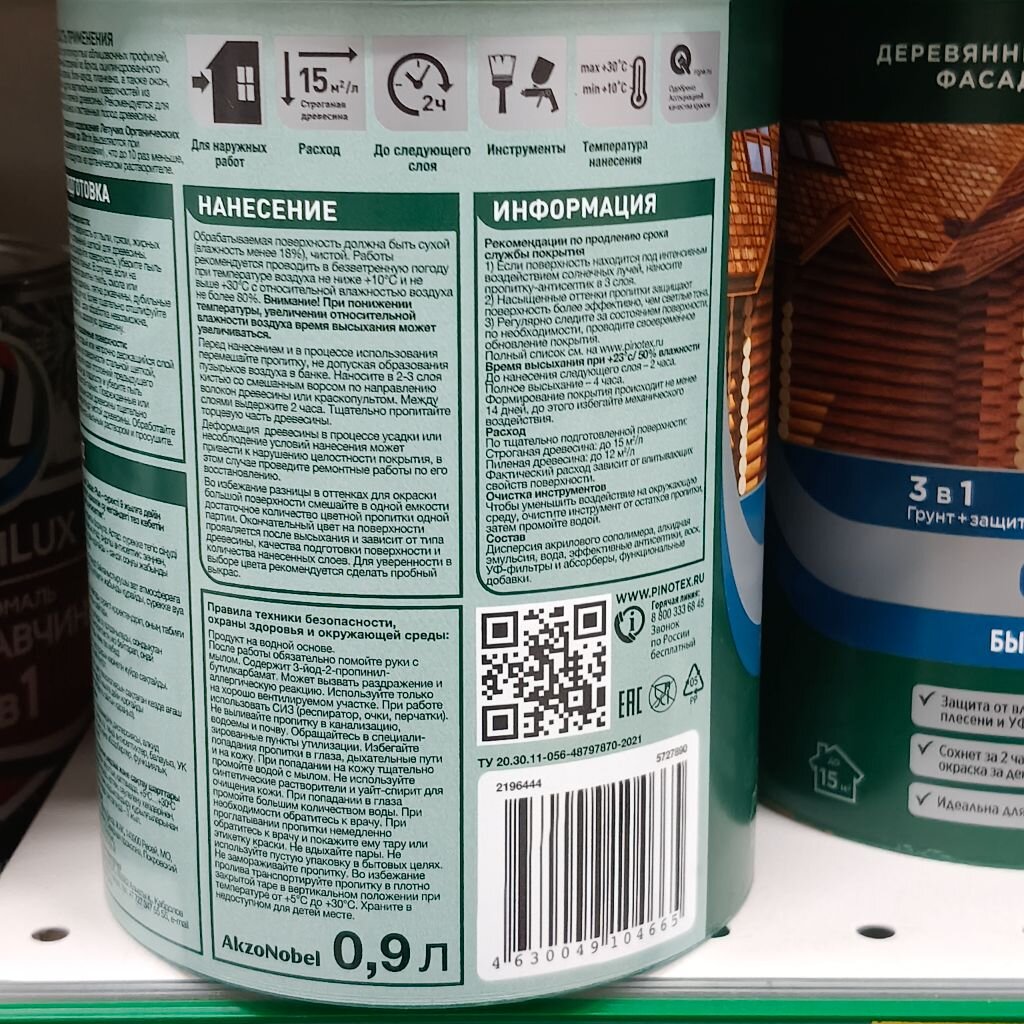 ПРИМЕНЕНИЯ
Для наружных
работ
15 м²/л
Строганая
древесина
Расход
2ч
До следующего
слоя
Инструменты
max +30°C
min +10°C
Температура
нанесения
НАНЕСЕНИЕ
Обрабатываемая поверхность должна быть сухой
(влажность менее 18%), чистой. Работы
рекомендуется проводить в безветренную погоду
при температуре воздуха не ниже +10°C и не
выше +30°C с относительной влажностью воздуха
не более 80%. Внимание! При понижении
температуры, увеличении относительной
влажности воздуха время высыхания может
увеличиваться.
Перед нанесением и в процессе использования
перемешайте пропитку, не допуская образования
пузырьков воздуха в банке. Наносите в 2-3 слоя
кистью со смешанным ворсом по направлению
волокон древесины или краскопультом. Между
слоями выдержите 2 часа. Тщательно пропитайте
торцевую часть древесины.
Деформация древесины в процессе усадки или
несоблюдение условий нанесения может
привести к нарушению целостности покрытия, в
этом случае проведите ремонтные работы по его
восстановлению.
Во избежание разницы в оттенках для окраски
большой поверхности смешайте в одной емкости
достаточное количество цветной пропитки одной
партии. Окончательный цвет на поверхности
проявляется после высыхания и зависит от типа
древесины, качества подготовки поверхности и
количества нанесенных слоев. Для уверенности в
выборе цвета рекомендуется сделать пробный
выкрас.
ИНФОРМАЦИЯ
Рекомендации по продлению срока
службы покрытия
1) Если поверхность находится под интенсивным
воздействием солнечных лучей, наносите
пропитку-антисептик в 3 слоя.
2) Насыщенные оттенки пропитки защищают
поверхность более эффективно, чем светлые тона.
3) Регулярно следите за состоянием поверхности,
по необходимости, проводите своевременное
обновление покрытия.
Полный список см. на www.pinotex.ru
Время высыхания при +23°с/ 50% влажности
До нанесения следующего слоя – 2 часа.
Полное высыхание – 4 часа.
Формирование покрытия происходит не менее
14 дней, до этого избегайте механического
воздействия.
Расход
По тщательно подготовленной поверхности:
Строганая древесина: до 15 м²/л
Пиленая древесина: до 12 м²/л
Фактический расход зависит от впитывающих
свойств поверхности.
Очистка инструментов
Чтобы уменьшить воздействие на окружающую
среду, очистите инструмент от остатков пропитки,
затем промойте водой.
Состав
Дисперсия акрилового сополимера, алкидная
эмульсия, вода, эффективные антисептики, воск,
УФ-фильтры и абсорберы, функциональные
добавки.
Правила техники безопасности,
охраны здоровья и окружающей среды:
Продукт на водной основе.
После работы обязательно помойте руки с
мылом. Содержит 3-йод-2-пропинил-
бутилкарбамат. Может вызвать раздражение и
аллергическую реакцию. Используйте только
на хорошо вентилируемом участке. При работе
использовать СИЗ (респиратор, очки, перчатки).
Не выливайте пропитку в канализацию,
водоемы и почву. Обращайтесь в специали-
зированные пункты утилизации. Избегайте
попадания пропитки в глаза, дыхательные пути
и на кожу. При попадании на кожу тщательно
промойте водой с мылом. Не используйте
синтетические растворители и уайт-спирит для
очищения кожи. При попадании в глаза
промойте большим количеством воды. При
необходимости обратитесь к врачу. При
проглатывании пропитки немедленно
обратитесь к врачу и покажите ему тару или
этикетку краски. Не вдыхайте пары. Не
используйте пустую упаковку в бытовых целях.
Не замораживайте пропитку. Во избежание
пролива транспортируйте пропитку в плотно
закрытой таре в вертикальном положении при
температуре от +5°C до +30°C. Храните в
недоступном для детей месте.
AkzoNobel 0,9 л
WWW.PINOTEX.RU
Горячая линия:
8 800 333 68 48
Звонок
по России
бесплатный
EAC
05
PP
ТУ 20.30.11-056-48797870-2021
2196444
5727890
4 630049 104665
ДЕРЕВЯНН
ФАСАД
3 в 1
Грунт+защит
БЫ
Защита от вл
плесени и УФ
Сохнет за 2 ча
окраска за де
Идеальна для
ДО
15 м²